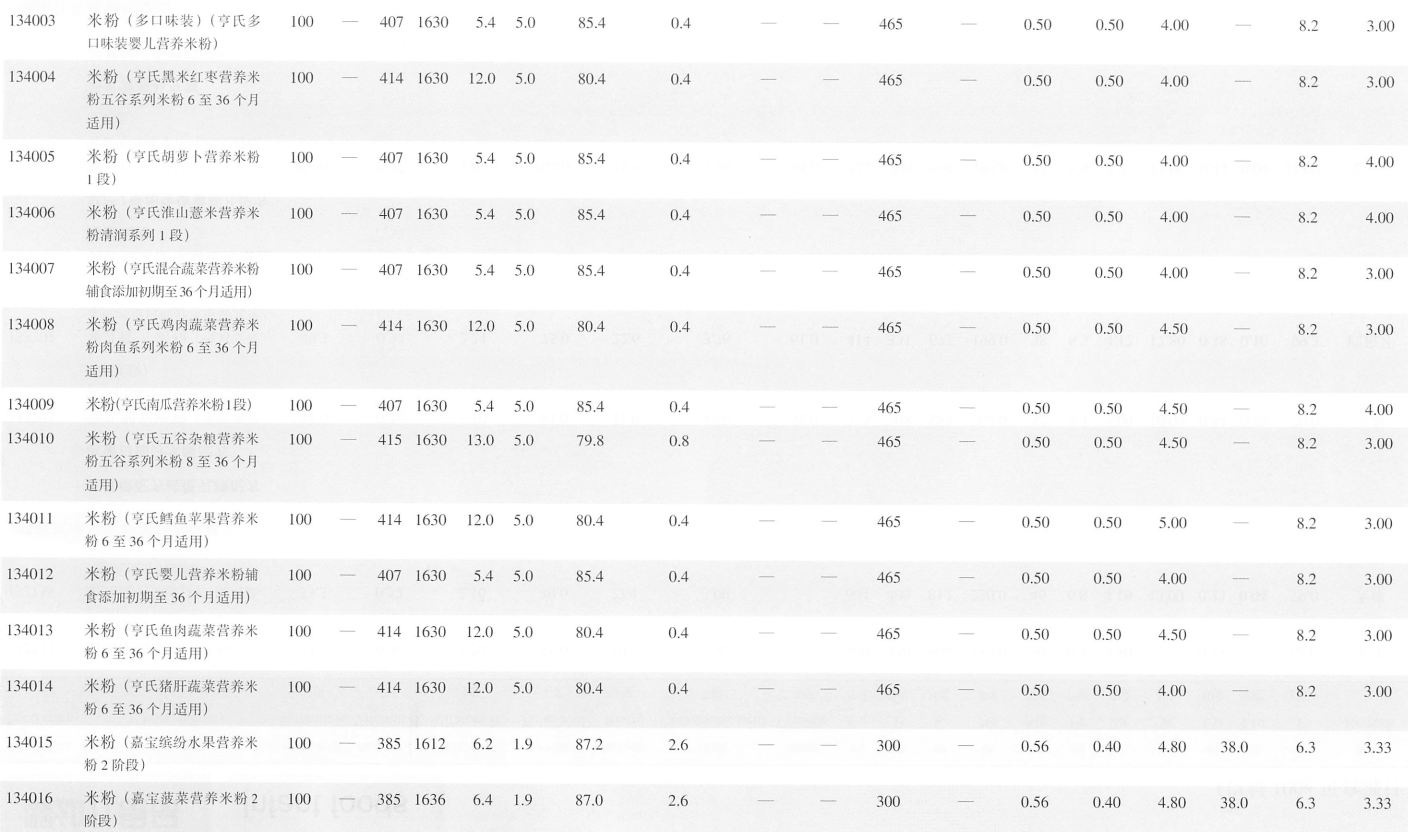 134003 米粉（多口味装）（亨氏多 100 — 407 1630 5.4 5.0 85.4 0.4 — — 465 — 0.50 0.50 4.00 — 8.2 3.00
口味装婴儿营养米粉）
134004 米粉（亨氏黑米红枣营养米 100 — 414 1630 12.0 5.0 80.4 0.4 — — 465 — 0.50 0.50 4.00 — 8.2 3.00
粉五谷系列米粉 6 至 36 个月
适用）
134005 米粉（亨氏胡萝卜营养米粉 100 — 407 1630 5.4 5.0 85.4 0.4 — — 465 — 0.50 0.50 4.00 — 8.2 4.00
1 段）
134006 米粉（亨氏淮山薏米营养米 100 — 407 1630 5.4 5.0 85.4 0.4 — — 465 — 0.50 0.50 4.00 — 8.2 4.00
粉清润系列 1 段）
134007 米粉（亨氏混合蔬菜营养米粉 100 — 407 1630 5.4 5.0 85.4 0.4 — — 465 — 0.50 0.50 4.00 — 8.2 3.00
辅食添加初期至 36 个月适用）
134008 米粉（亨氏鸡肉蔬菜营养米 100 — 414 1630 12.0 5.0 80.4 0.4 — — 465 — 0.50 0.50 4.50 — 8.2 3.00
粉肉鱼系列米粉 6 至 36 个月
适用）
134009 米粉(亨氏南瓜营养米粉1段) 100 — 407 1630 5.4 5.0 85.4 0.4 — — 465 — 0.50 0.50 4.50 — 8.2 4.00
134010 米粉（亨氏五谷杂粮营养米 100 — 415 1630 13.0 5.0 79.8 0.8 — — 465 — 0.50 0.50 4.50 — 8.2 3.00
粉五谷系列米粉 8 至 36 个月
适用）
134011 米粉（亨氏鳕鱼苹果营养米 100 — 414 1630 12.0 5.0 80.4 0.4 — — 465 — 0.50 0.50 5.00 — 8.2 3.00
粉 6 至 36 个月适用）
134012 米粉（亨氏婴儿营养米粉辅 100 — 407 1630 5.4 5.0 85.4 0.4 — — 465 — 0.50 0.50 4.00 — 8.2 3.00
食添加初期至 36 个月适用）
134013 米粉（亨氏鱼肉蔬菜营养米 100 — 414 1630 12.0 5.0 80.4 0.4 — — 465 — 0.50 0.50 4.50 — 8.2 3.00
粉 6 至 36 个月适用）
134014 米粉（亨氏猪肝蔬菜营养米 100 — 414 1630 12.0 5.0 80.4 0.4 — — 465 — 0.50 0.50 4.00 — 8.2 3.00
粉 6 至 36 个月适用）
134015 米粉（嘉宝缤纷水果营养米 100 — 385 1612 6.2 1.9 87.2 2.6 — — 300 — 0.56 0.40 4.80 38.0 6.3 3.33
粉 2 阶段）
134016 米粉（嘉宝菠菜营养米粉 2 100 — 385 1636 6.4 1.9 87.0 2.6 — — 300 — 0.56 0.40 4.80 38.0 6.3 3.33
阶段）